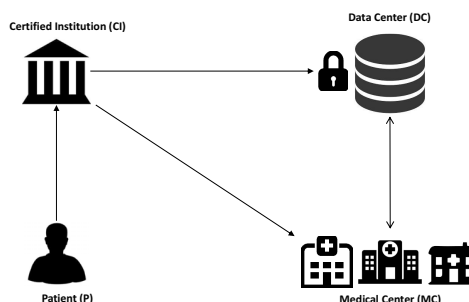 Certified Institution (CI)
Data Center (DC)
Patient (P)
Medical Center (MC)